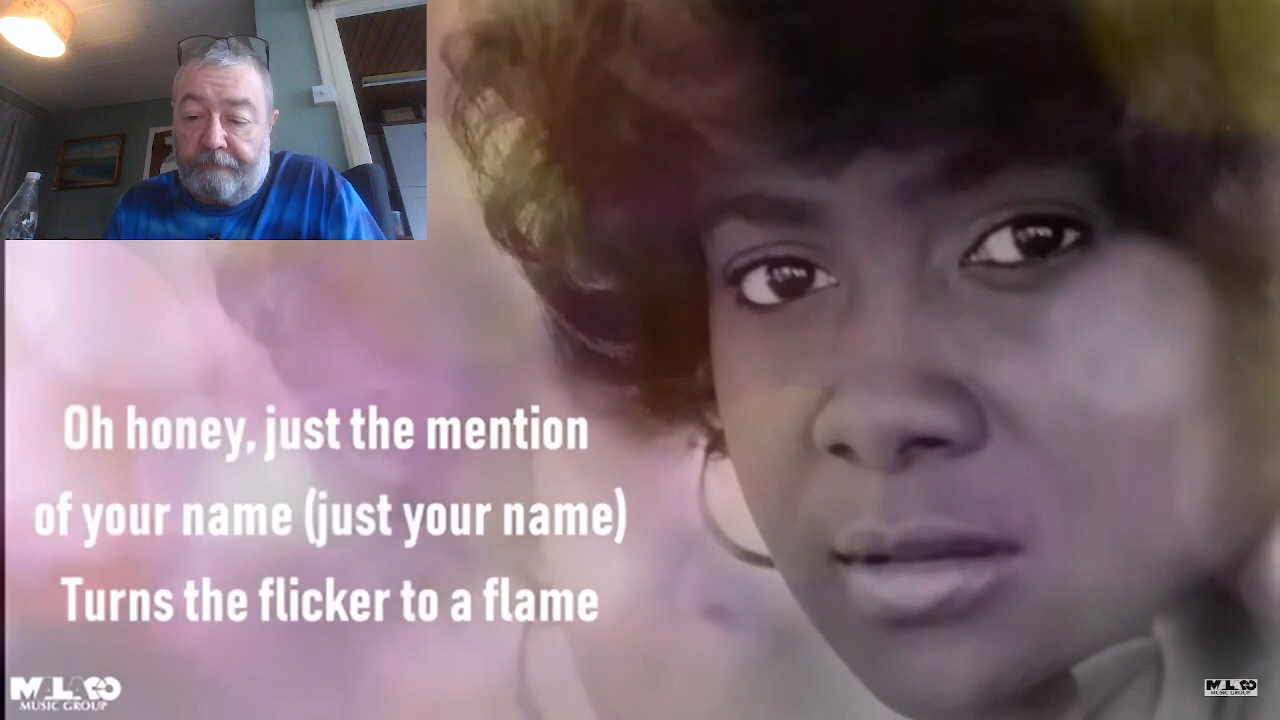 Oh honey, just the mention
of your name (just your name)
Turns the flicker to a flame
MALACO
MUSIC GROUP
MALACO
MUSIC GROUP